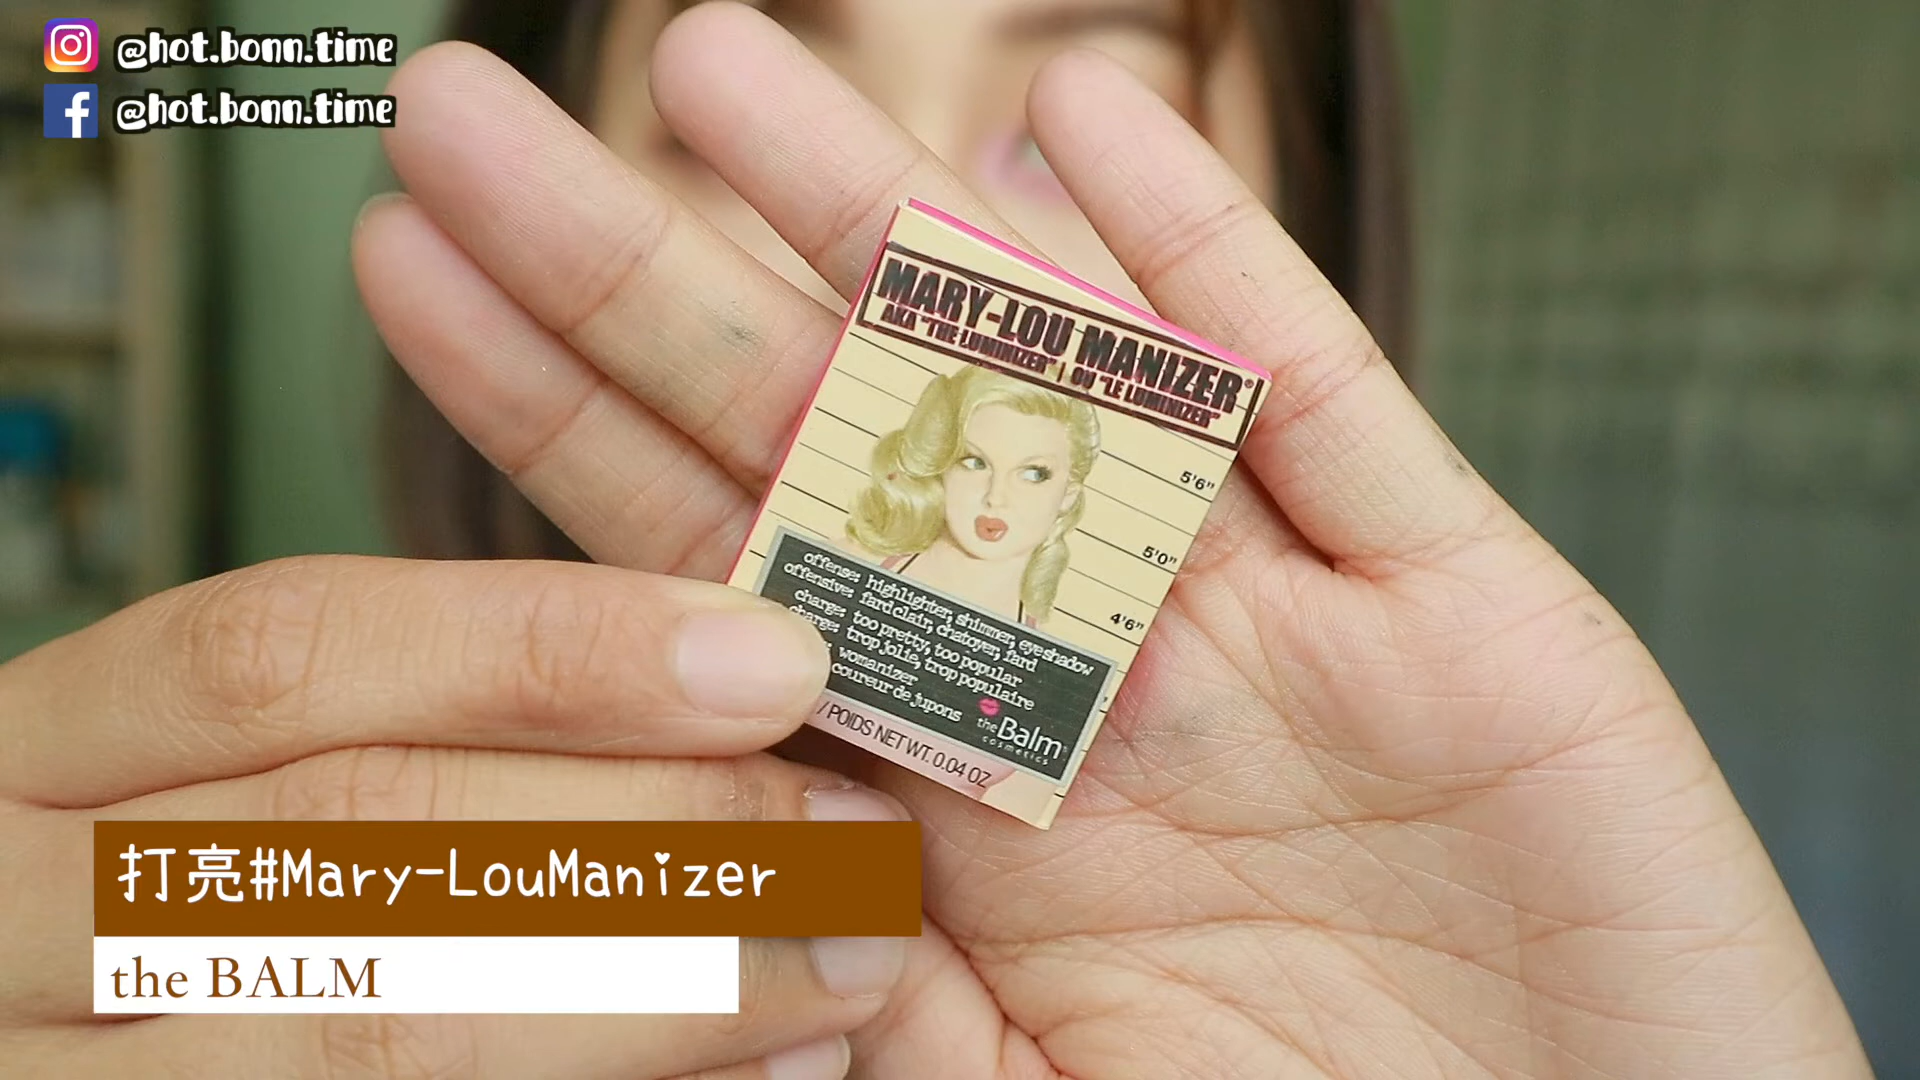 @hot.bonn.time
@hot.bonn.time
MARY-LOU MANIZER®
AKA "THE LUMINIZER" | OU "LE LUMINIZER"
5'6"
5'0"
4'6"
offense: highlighter, shimmer, eyeshadow
offensive: fard clair, chatoyer, fard
charge: too pretty, too popular
charge: trop jolie, trop populaire
womanizer
coureur de jupons
theBalm
cosmetics
/ POIDS NET WT. 0.04 OZ
打亮#Mary-LouManizer
the BALM